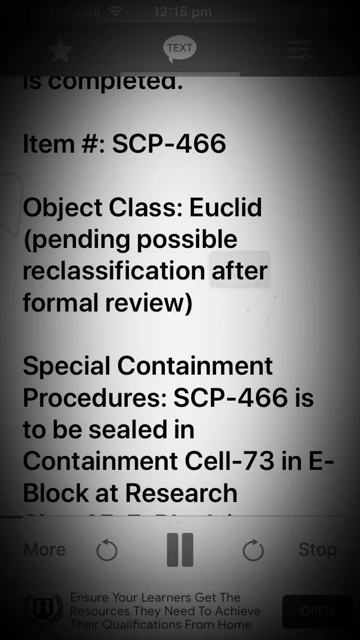 WiFiCall 12:15 pm
TEXT
is completed.
Item #: SCP-466
Object Class: Euclid
(pending possible
reclassification after
formal review)
Special Containment
Procedures: SCP-466 is
to be sealed in
Containment Cell-73 in E-
Block at Research
More
Stop
H
Ensure Your Learners Get The
Resources They Need To Achieve
Their Qualifications From Home
OPEN